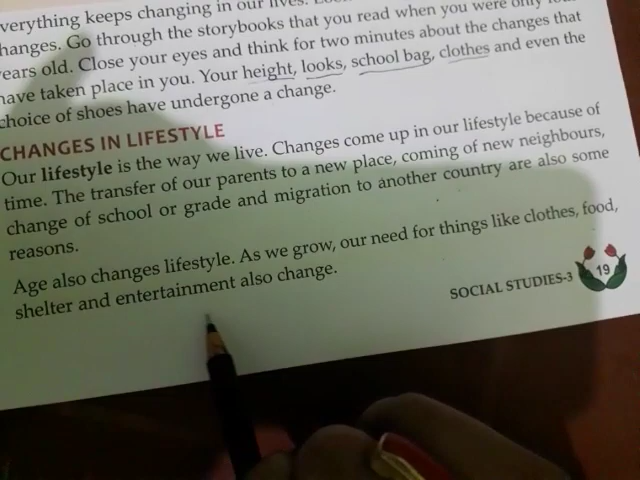 verything keeps changing in our lives.
hanges. Go through the storybooks that you read when you were only
ears old. Close your eyes and think for two minutes about the changes that
have taken place in you. Your height, looks, school bag, clothes and even the
choice of shoes have undergone a change.
CHANGES IN LIFESTYLE
Our lifestyle is the way we live. Changes come up in our lifestyle because of
time. The transfer of our parents to a new place, coming of new neighbours,
change of school or grade and migration to another country are also some
reasons.
Age also changes lifestyle. As we grow, our need for things like clothes, food,
shelter and entertainment also change.
SOCIAL STUDIES-3 19